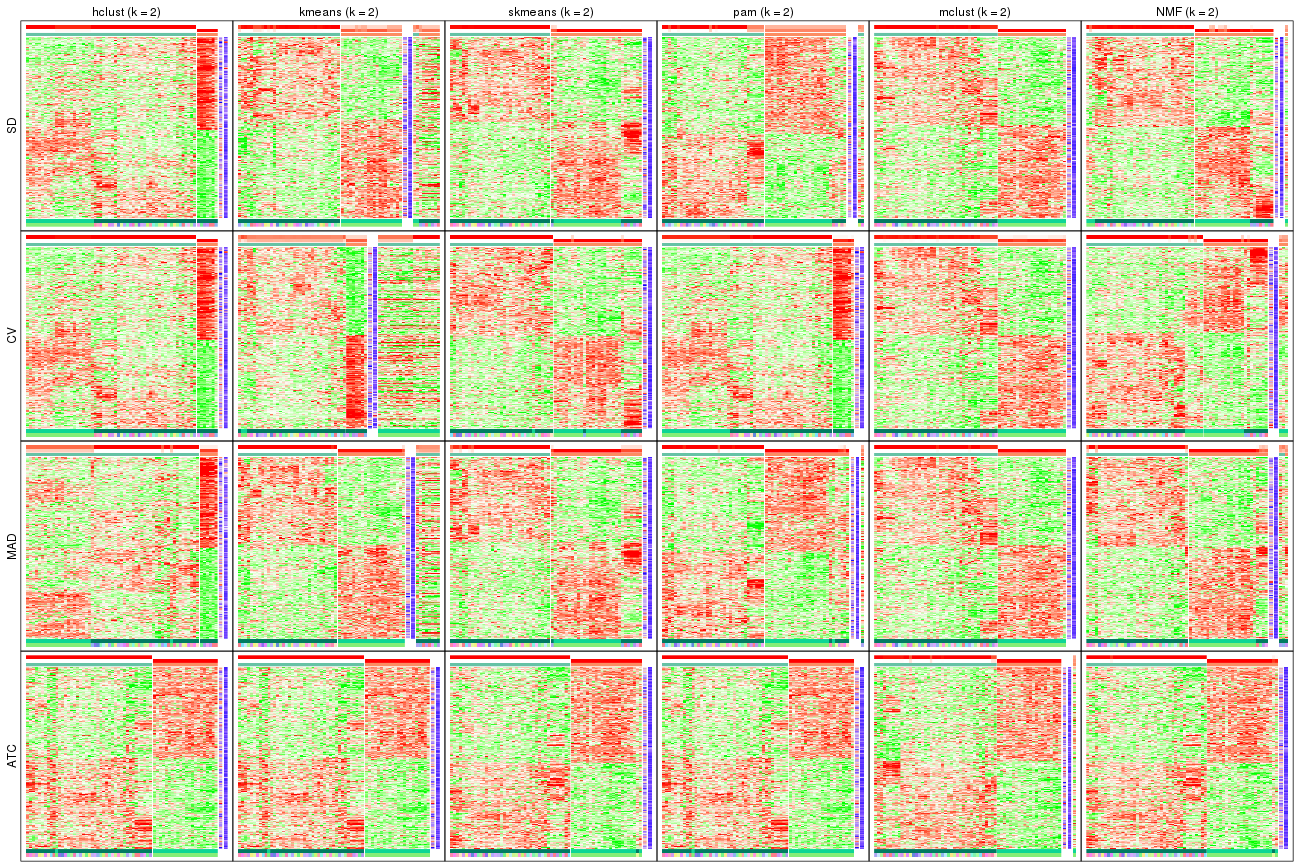 hclust (k = 2) kmeans (k = 2) skmeans (k = 2) pam (k = 2) mclust (k = 2) NMF (k = 2)
SD
CV
MAD
ATC